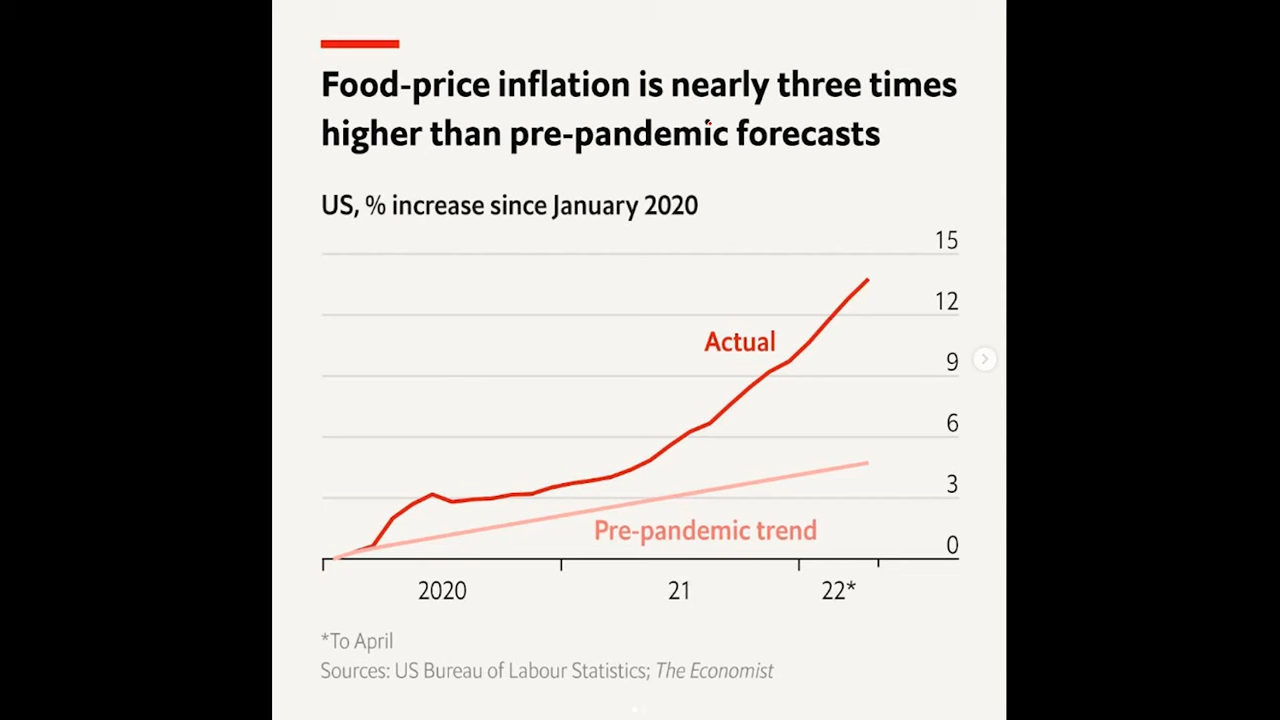 Food-price inflation is nearly three times
higher than pre-pandemic forecasts
US, % increase since January 2020
15
12
Actual
9
6
3
Pre-pandemic trend
0
2020 21 22*
*To April
Sources: US Bureau of Labour Statistics; The Economist